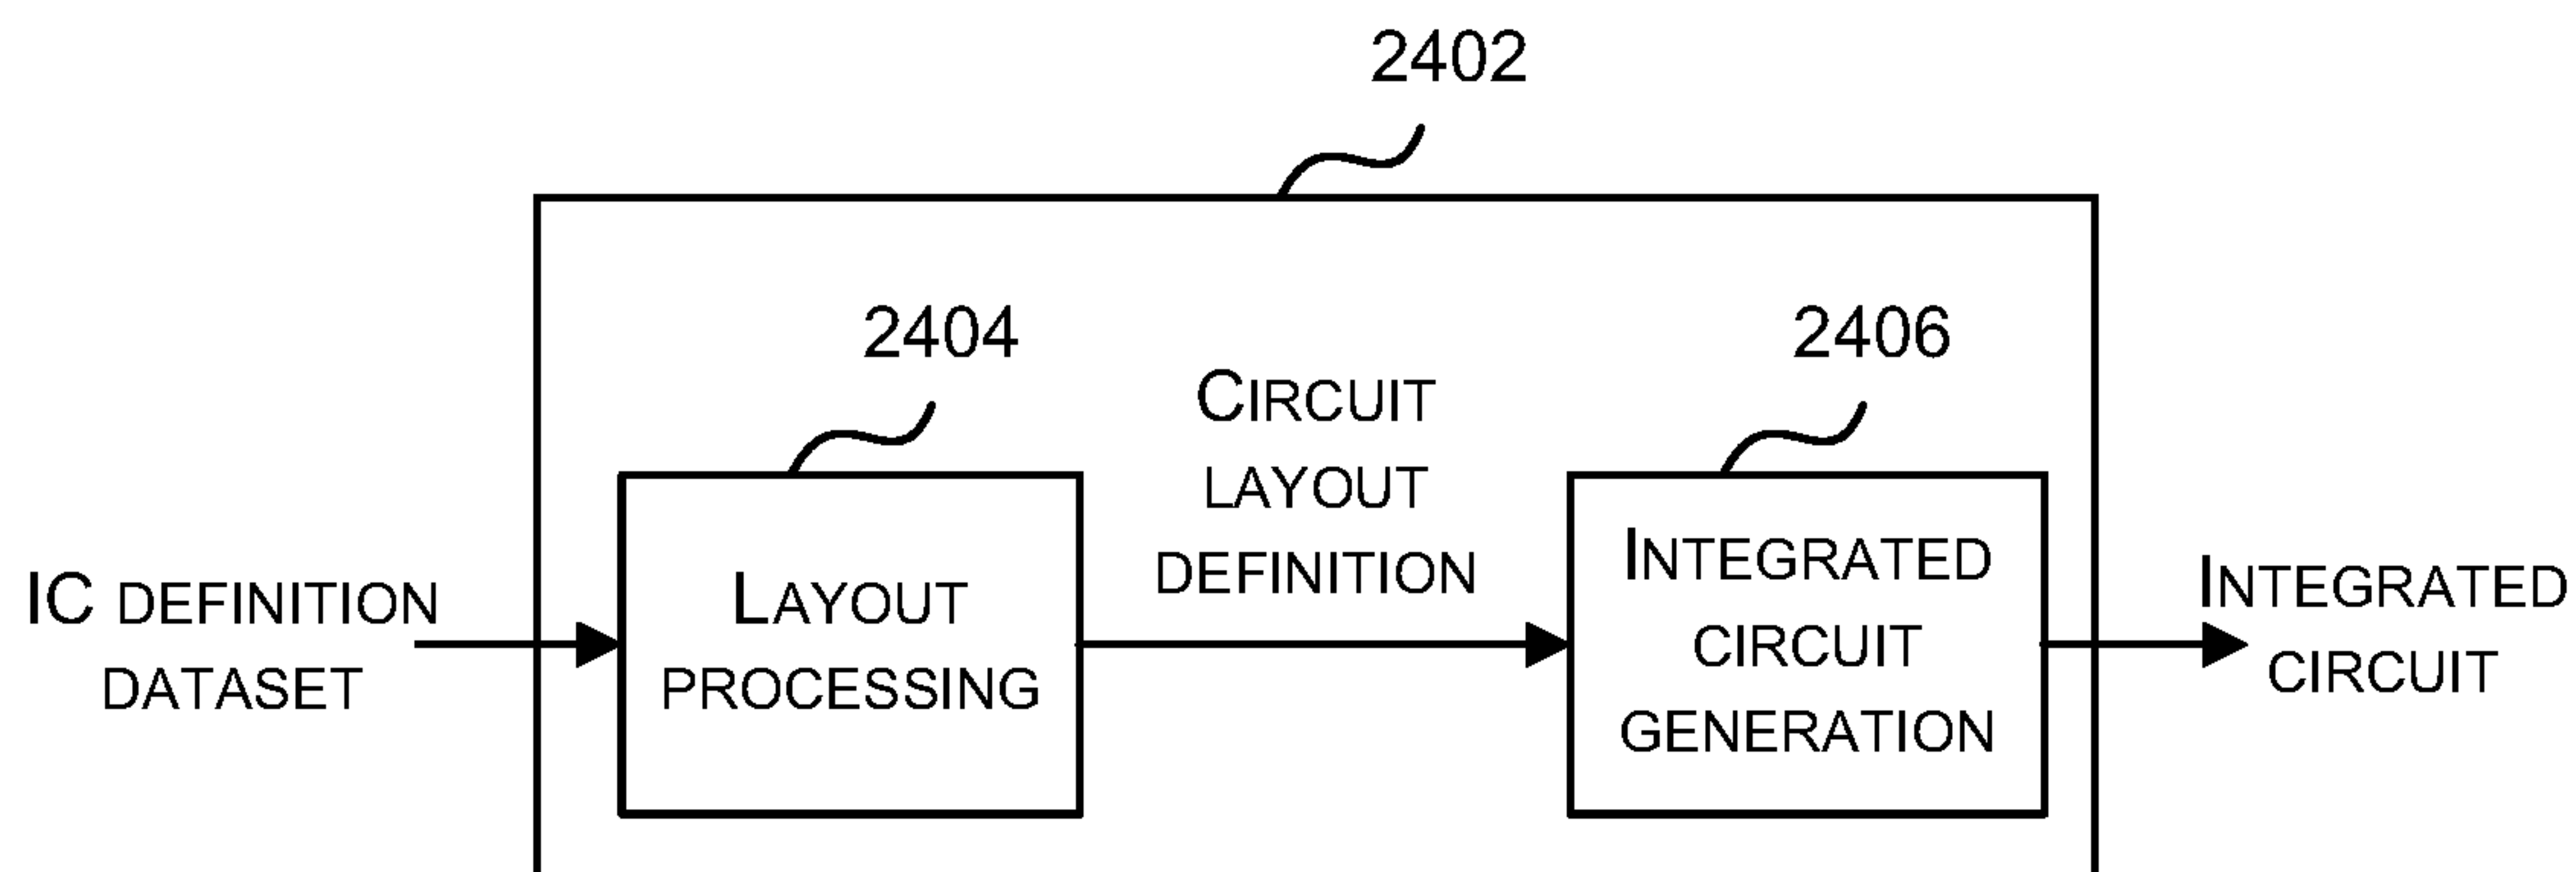 2402
2404
2406
CIRCUIT
LAYOUT
DEFINITION
IC DEFINITION
DATASET
LAYOUT
PROCESSING
INTEGRATED
CIRCUIT
GENERATION
INTEGRATED
CIRCUIT